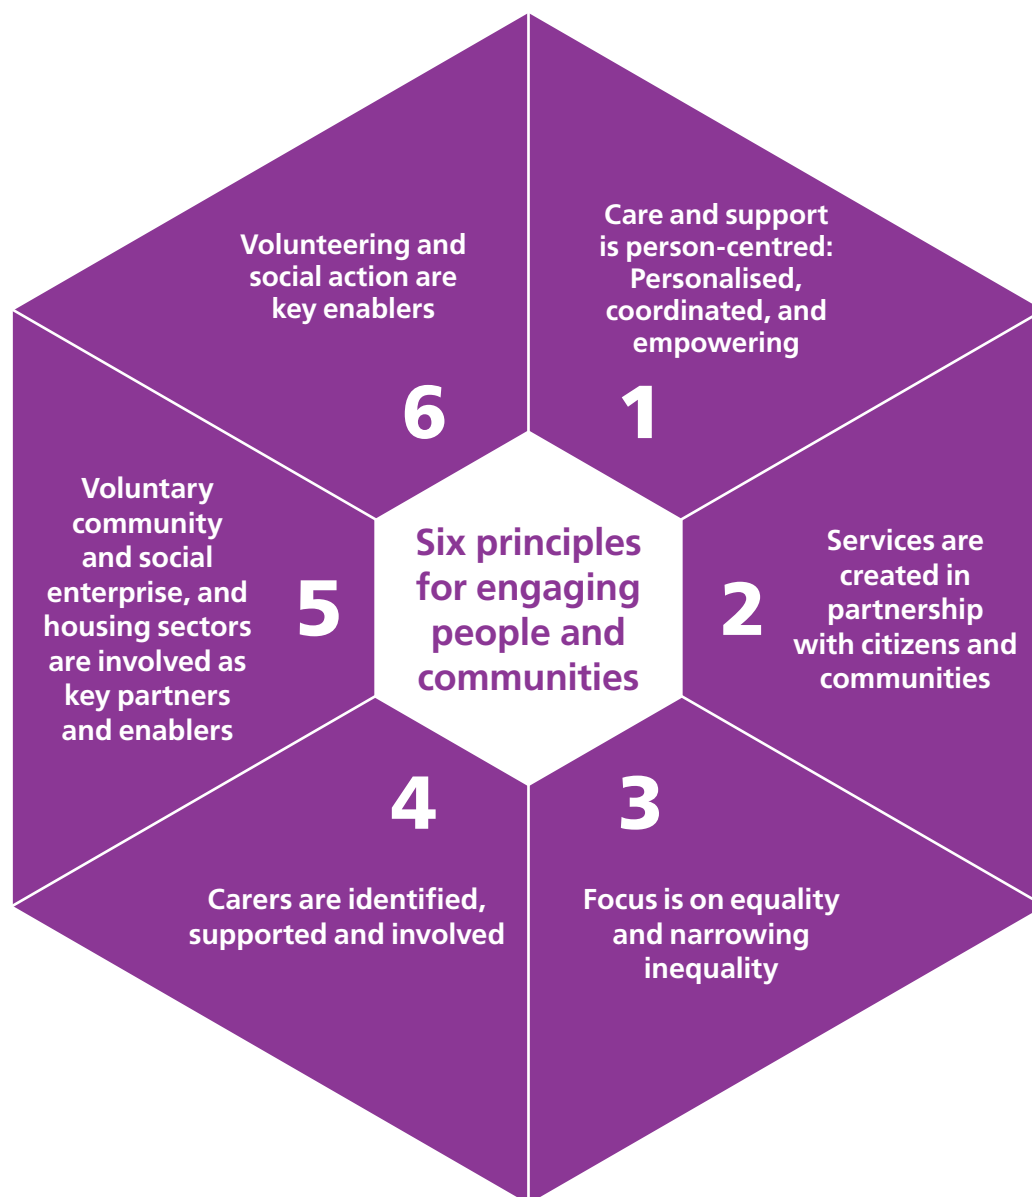 Six principles
for engaging
people and
communities
1
Care and support
is person-centred:
Personalised,
coordinated, and
empowering
2
Services are
created in
partnership
with citizens and
communities
3
Focus is on equality
and narrowing
inequality
4
Carers are identified,
supported and involved
5
Voluntary
community
and social
enterprise, and
housing sectors
are involved as
key partners
and enablers
6
Volunteering and
social action are
key enablers